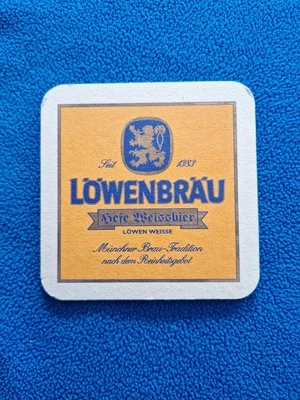 Seit 1383
LÖWENBRÄU
Hefe Weissbier
LÖWEN WEISSE
Münchner Brau-Tradition
nach dem Reinheitsgebot